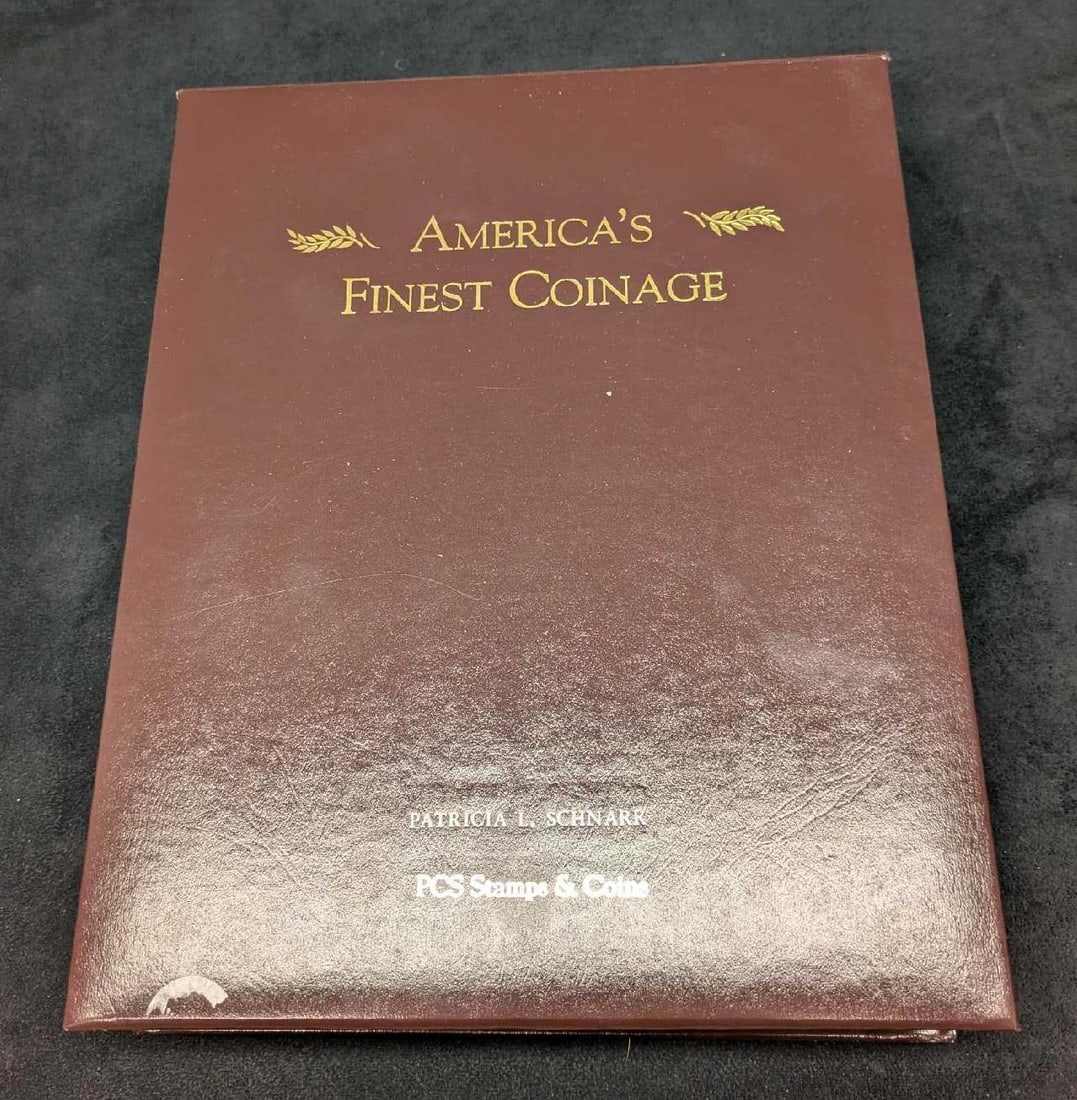 AMERICA'S
FINEST COINAGE
PATRICIA L. SCHNARR
PCS Stamps & Coins